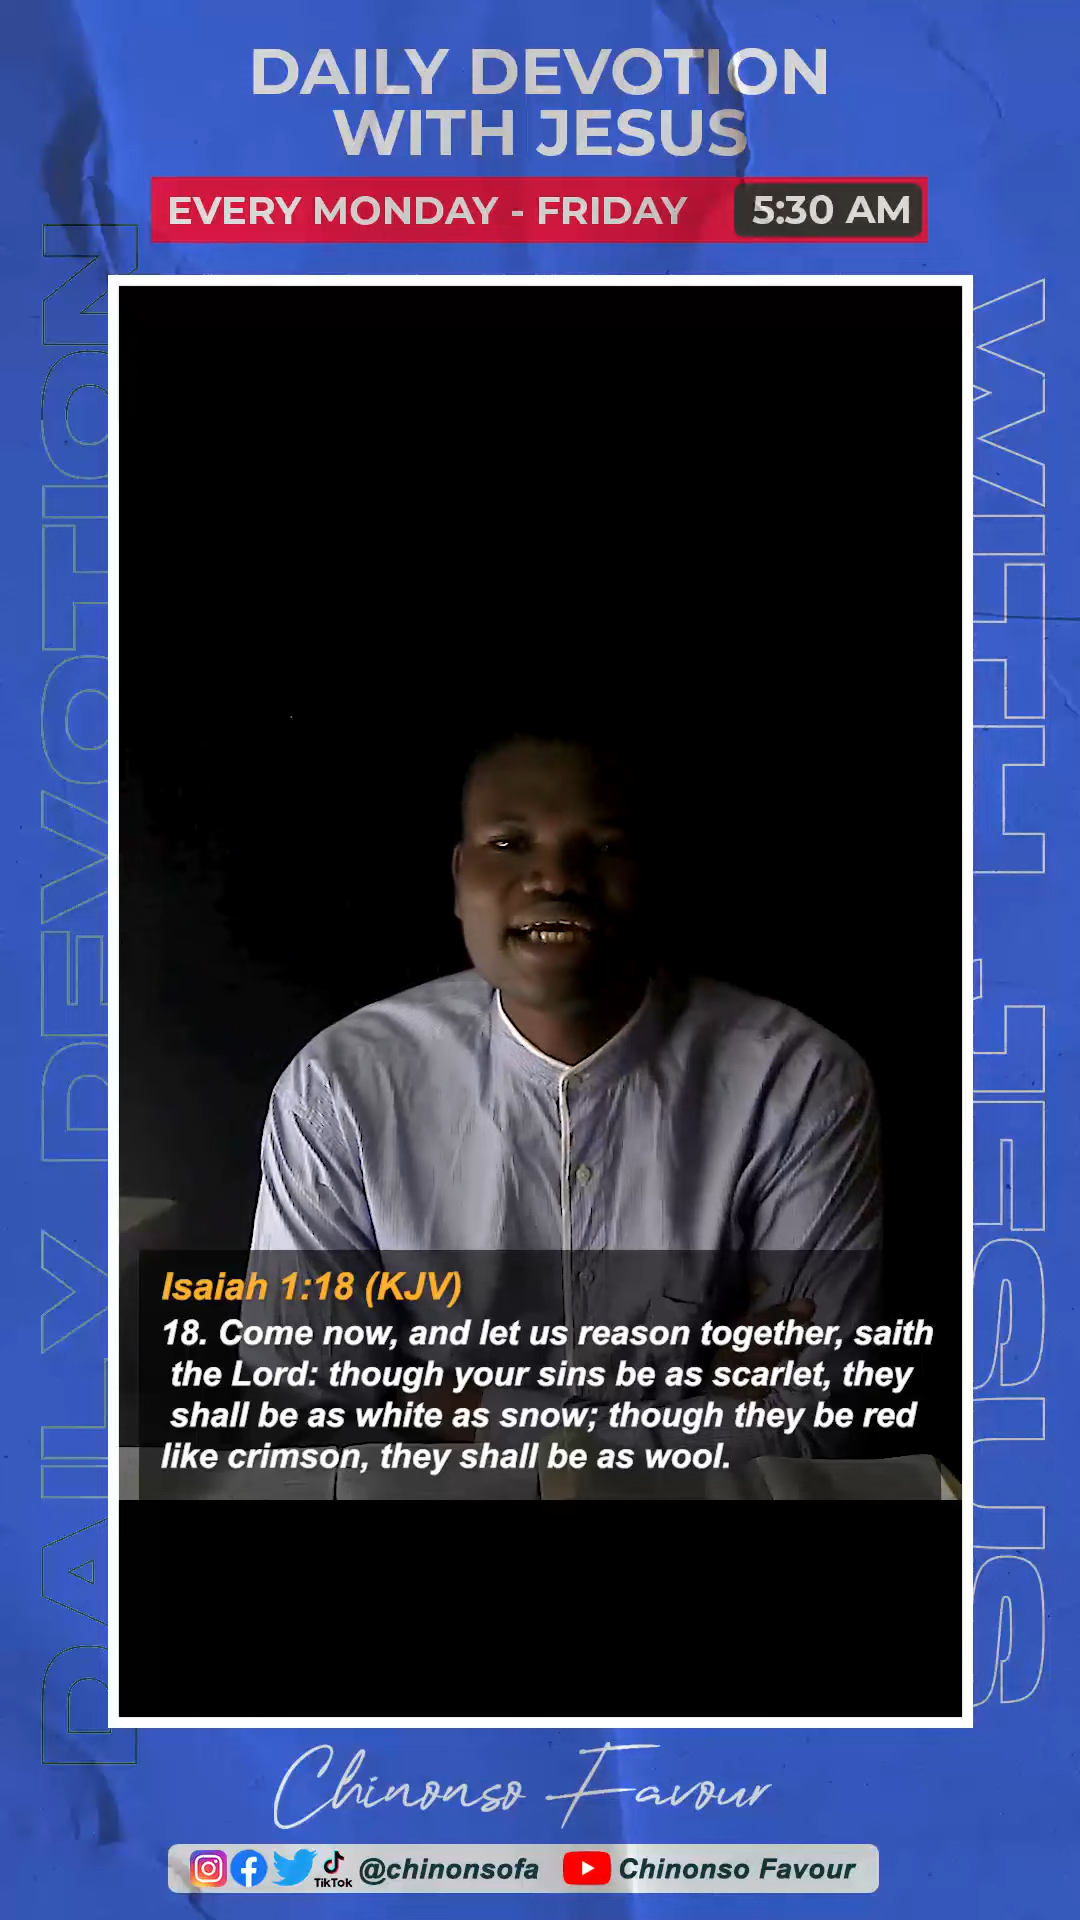 DAILY DEVOTION
WITH JESUS
EVERY MONDAY - FRIDAY 5:30 AM
DAILY DEVOTION
WITH JESUS
Isaiah 1:18 (KJV)
18. Come now, and let us reason together, saith
the Lord: though your sins be as scarlet, they
shall be as white as snow; though they be red
like crimson, they shall be as wool.
Chinonso Favour
TikTok @chinonsofa Chinonso Favour